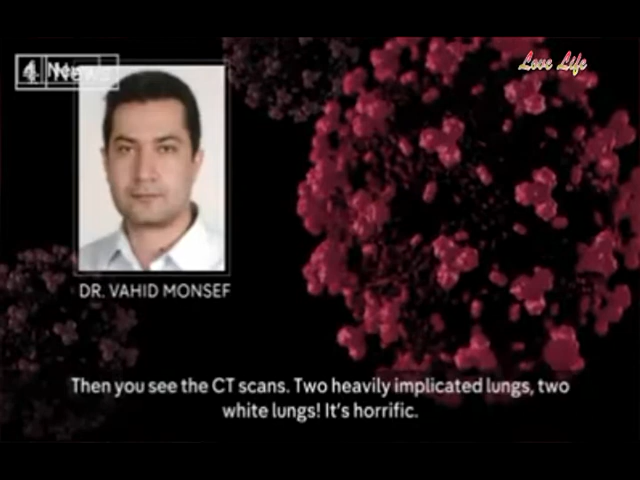 4 News
Love Life
DR. VAHID MONSEF
Then you see the CT scans. Two heavily implicated lungs, two
white lungs! It's horrific.